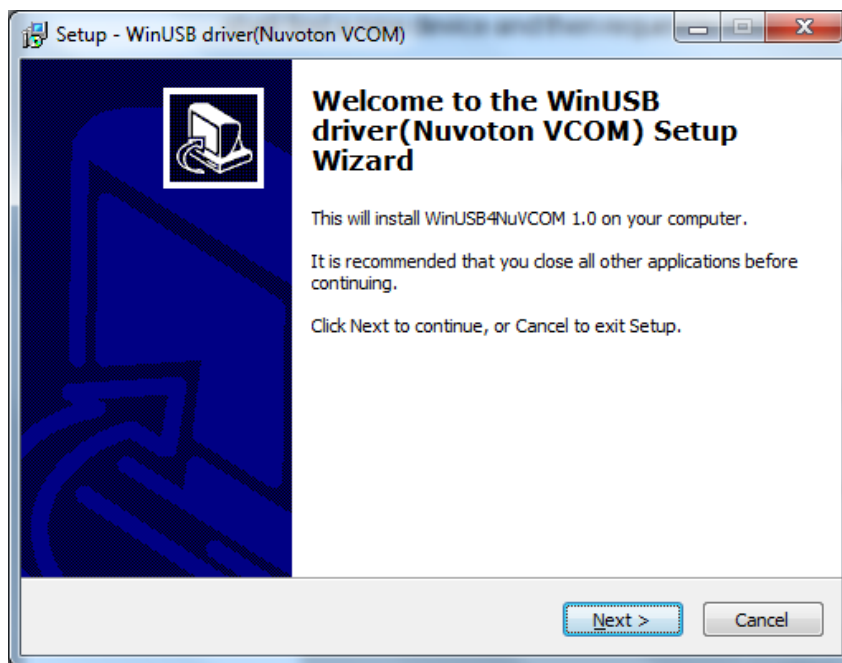 Setup - WinUSB driver(Nuvoton VCOM)
Welcome to the WinUSB
driver(Nuvoton VCOM) Setup
Wizard
This will install WinUSB4NuVCOM 1.0 on your computer.
It is recommended that you close all other applications before
continuing.
Click Next to continue, or Cancel to exit Setup.
Next >
Cancel